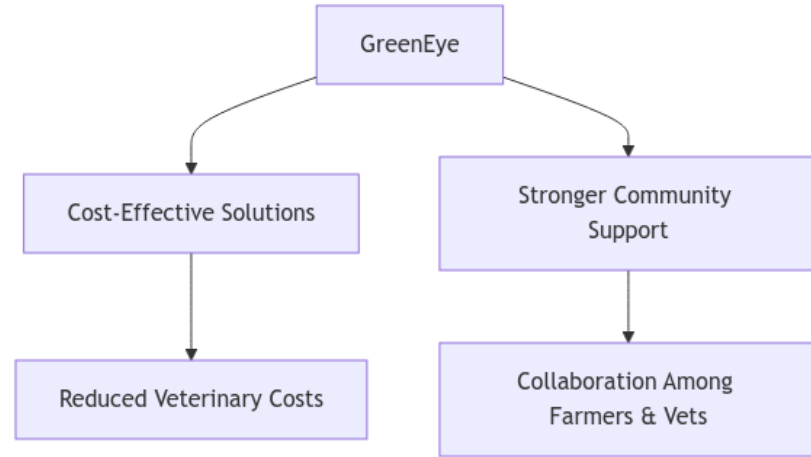 GreenEye
Cost-Effective Solutions
Stronger Community
Support
Reduced Veterinary Costs
Collaboration Among
Farmers & Vets